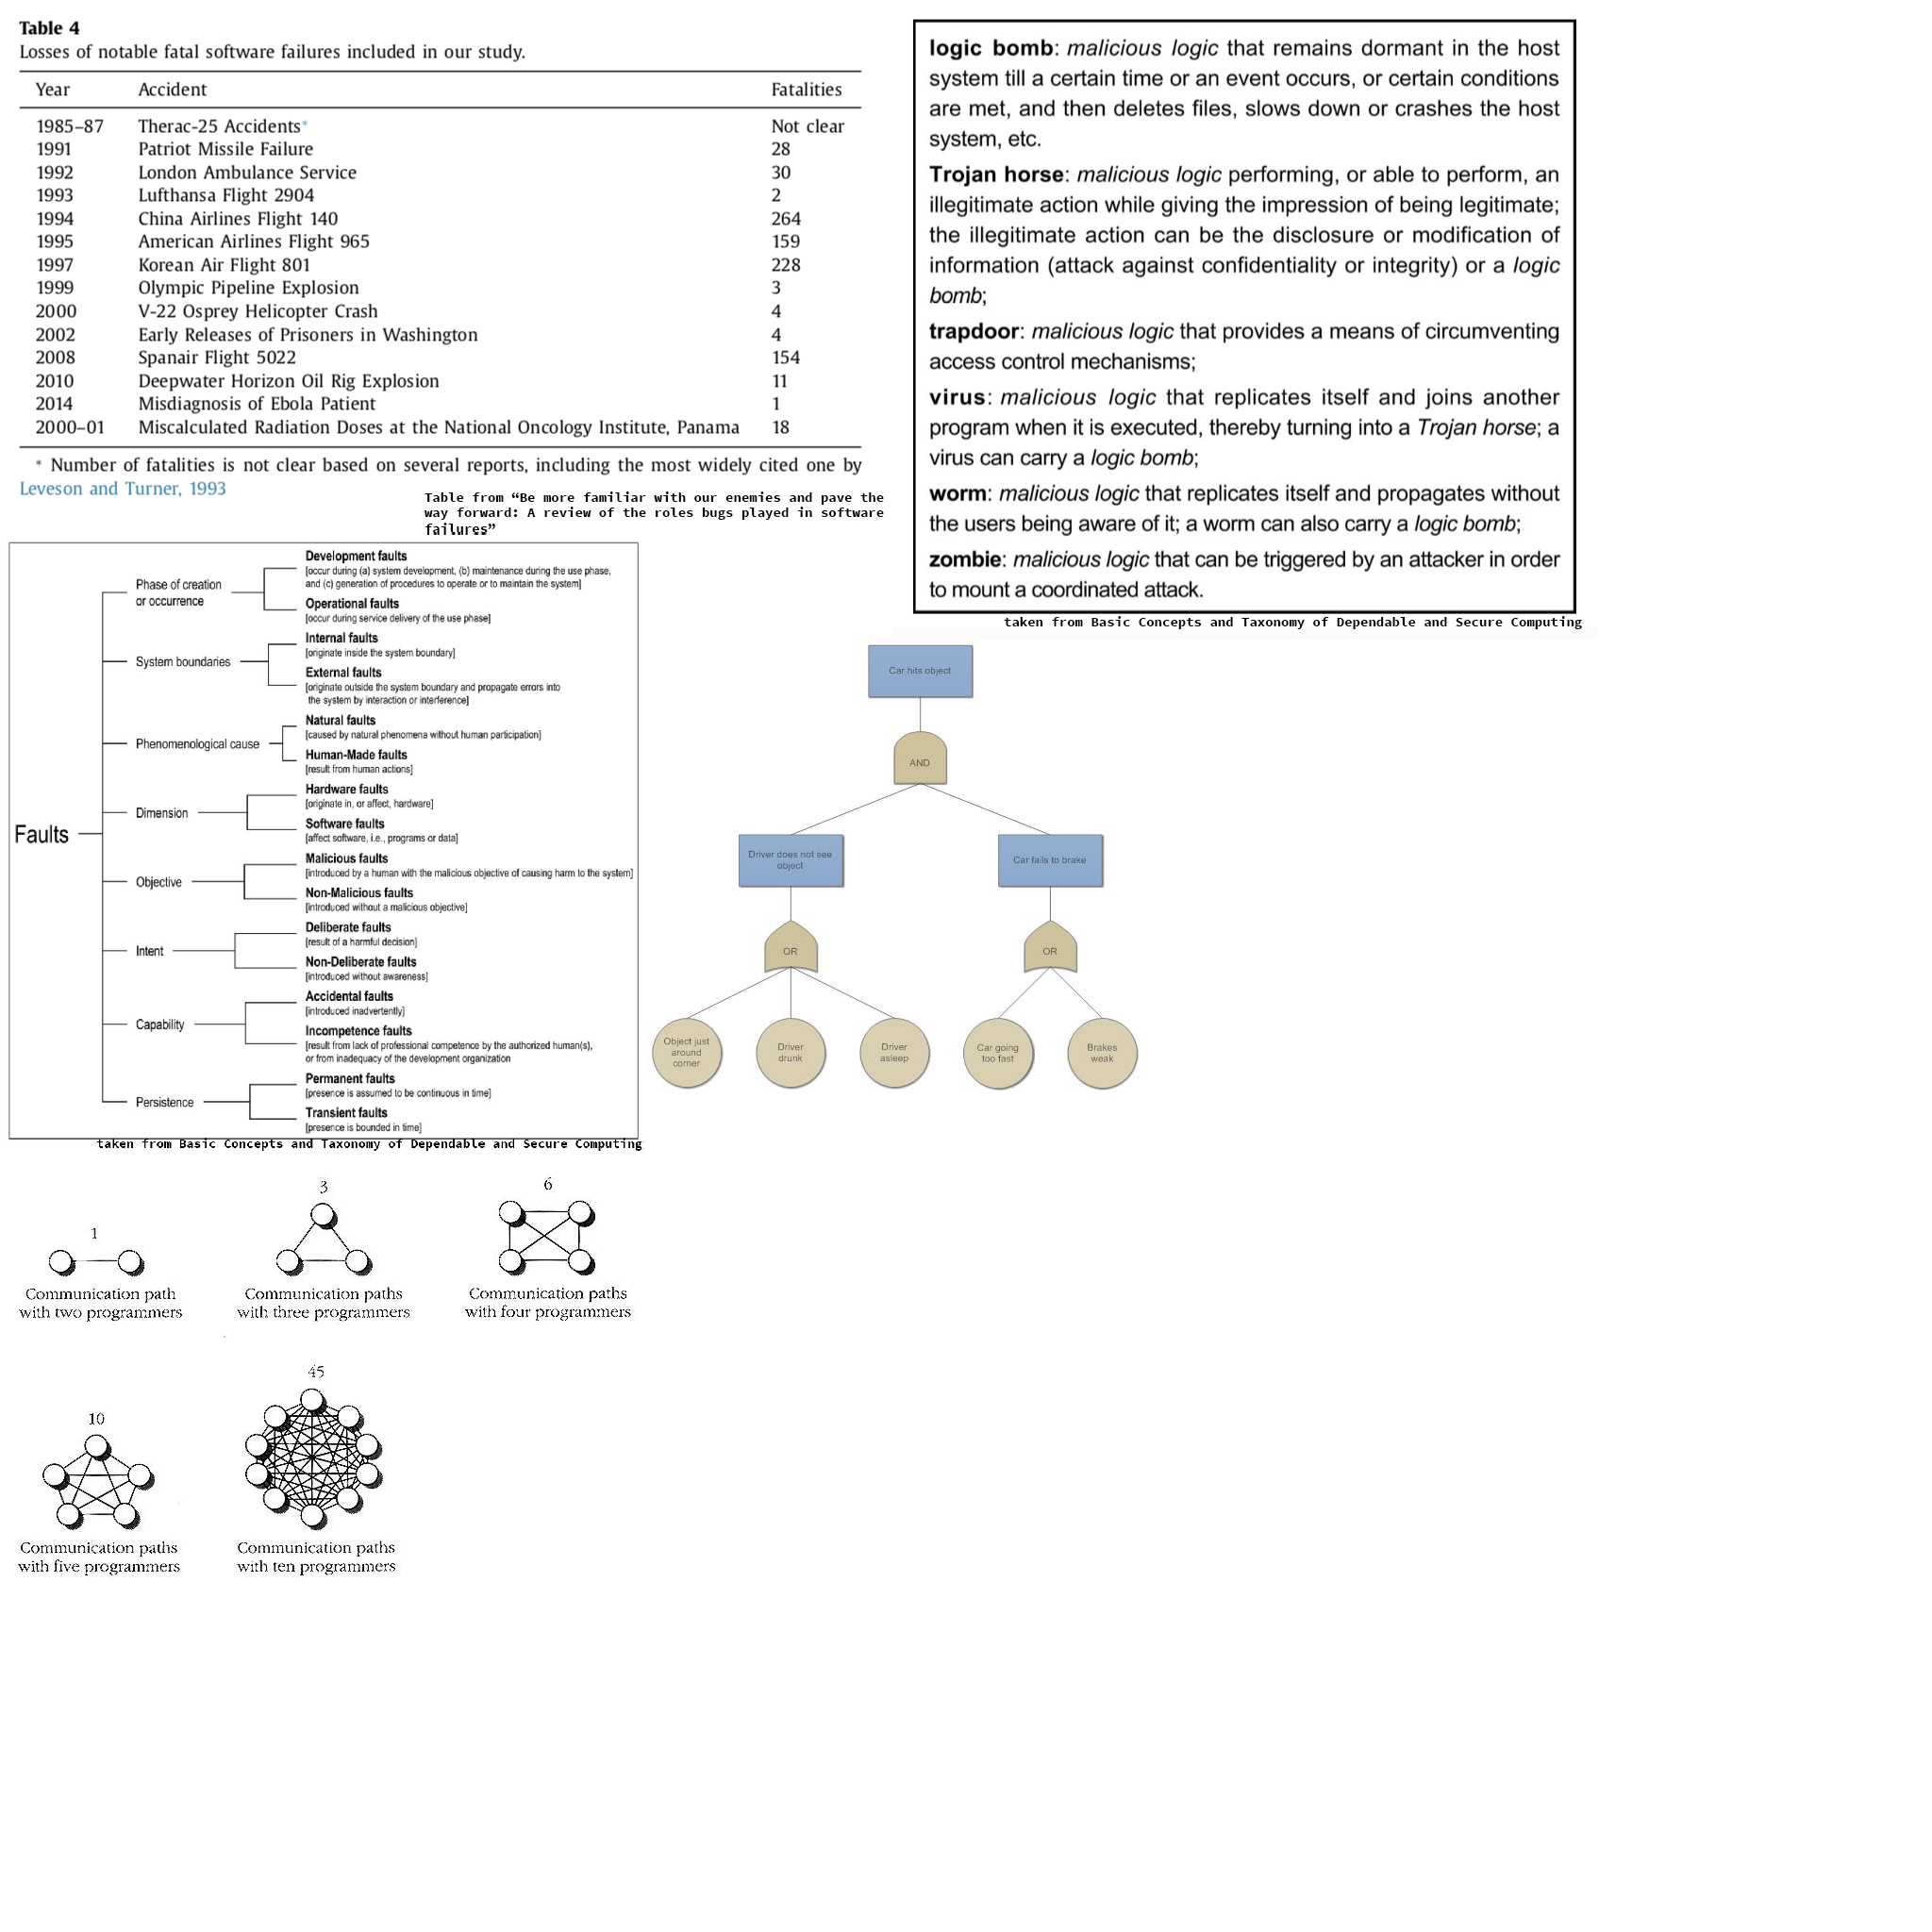 Table 4
Losses of notable fatal software failures included in our study.
Year Accident Fatalities
1985–87 Therac-25 Accidents* Not clear
1991 Patriot Missile Failure 28
1992 London Ambulance Service 30
1993 Lufthansa Flight 2904 2
1994 China Airlines Flight 140 264
1995 American Airlines Flight 965 159
1997 Korean Air Flight 801 228
1999 Olympic Pipeline Explosion 3
2000 V-22 Osprey Helicopter Crash 4
2002 Early Releases of Prisoners in Washington 4
2008 Spanair Flight 5022 154
2010 Deepwater Horizon Oil Rig Explosion 11
2014 Misdiagnosis of Ebola Patient 1
2000–01 Miscalculated Radiation Doses at the National Oncology Institute, Panama 18
* Number of fatalities is not clear based on several reports, including the most widely cited one by
Leveson and Turner, 1993
Table from “Be more familiar with our enemies and pave the
way forward: A review of the roles bugs played in software
failures”
logic bomb: malicious logic that remains dormant in the host
system till a certain time or an event occurs, or certain conditions
are met, and then deletes files, slows down or crashes the host
system, etc.
Trojan horse: malicious logic performing, or able to perform, an
illegitimate action while giving the impression of being legitimate;
the illegitimate action can be the disclosure or modification of
information (attack against confidentiality or integrity) or a logic
bomb;
trapdoor: malicious logic that provides a means of circumventing
access control mechanisms;
virus: malicious logic that replicates itself and joins another
program when it is executed, thereby turning into a Trojan horse; a
virus can carry a logic bomb;
worm: malicious logic that replicates itself and propagates without
the users being aware of it; a worm can also carry a logic bomb;
zombie: malicious logic that can be triggered by an attacker in order
to mount a coordinated attack.
taken from Basic Concepts and Taxonomy of Dependable and Secure Computing
Faults
Phase of creation
or occurrence
Development faults
[occur during (a) system development, (b) maintenance during the use phase,
and (c) generation of procedures to operate or to maintain the system]
Operational faults
[occur during service delivery of the use phase]
System boundaries
Internal faults
[originate inside the system boundary]
External faults
[originate outside the system boundary and propagate errors into
the system by interaction or interference]
Phenomenological cause
Natural faults
[caused by natural phenomena without human participation]
Human-Made faults
[result from human actions]
Dimension
Hardware faults
[originate in, or affect, hardware]
Software faults
[affect software, i.e., programs or data]
Objective
Malicious faults
[introduced by a human with the malicious objective of causing harm to the system]
Non-Malicious faults
[introduced without a malicious objective]
Intent
Deliberate faults
[result of a harmful decision]
Non-Deliberate faults
[introduced without awareness]
Capability
Accidental faults
[introduced inadvertently]
Incompetence faults
[result from lack of professional competence by the authorized human(s),
or from inadequacy of the development organization
Persistence
Permanent faults
[presence is assumed to be continuous in time]
Transient faults
[presence is bounded in time]
taken from Basic Concepts and Taxonomy of Dependable and Secure Computing
Car hits object
AND
Driver does not see
object
Car fails to brake
OR
OR
Object just
around
corner
Driver
drunk
Driver
asleep
Car going
too fast
Brakes
weak
1
Communication path
with two programmers
3
Communication paths
with three programmers
6
Communication paths
with four programmers
10
Communication paths
with five programmers
45
Communication paths
with ten programmers